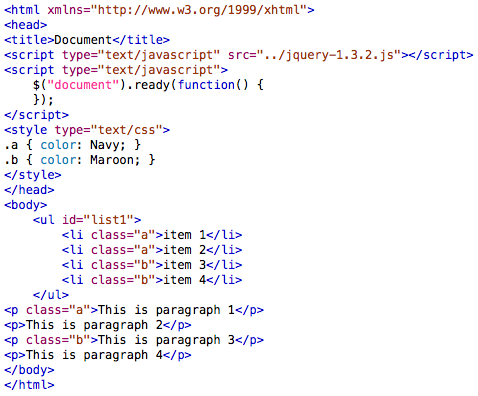 <html xmlns="http://www.w3.org/1999/xhtml">
<head>
<title>Document</title>
<script type="text/javascript" src="../jquery-1.3.2.js"></script>
<script type="text/javascript">
    $("document").ready(function() {
    });
</script>
<style type="text/css">
.a { color: Navy; }
.b { color: Maroon; }
</style>
</head>
<body>
    <ul id="list1">
        <li class="a">item 1</li>
        <li class="a">item 2</li>
        <li class="b">item 3</li>
        <li class="b">item 4</li>
    </ul>
<p class="a">This is paragraph 1</p>
<p>This is paragraph 2</p>
<p class="b">This is paragraph 3</p>
<p>This is paragraph 4</p>
</body>
</html>